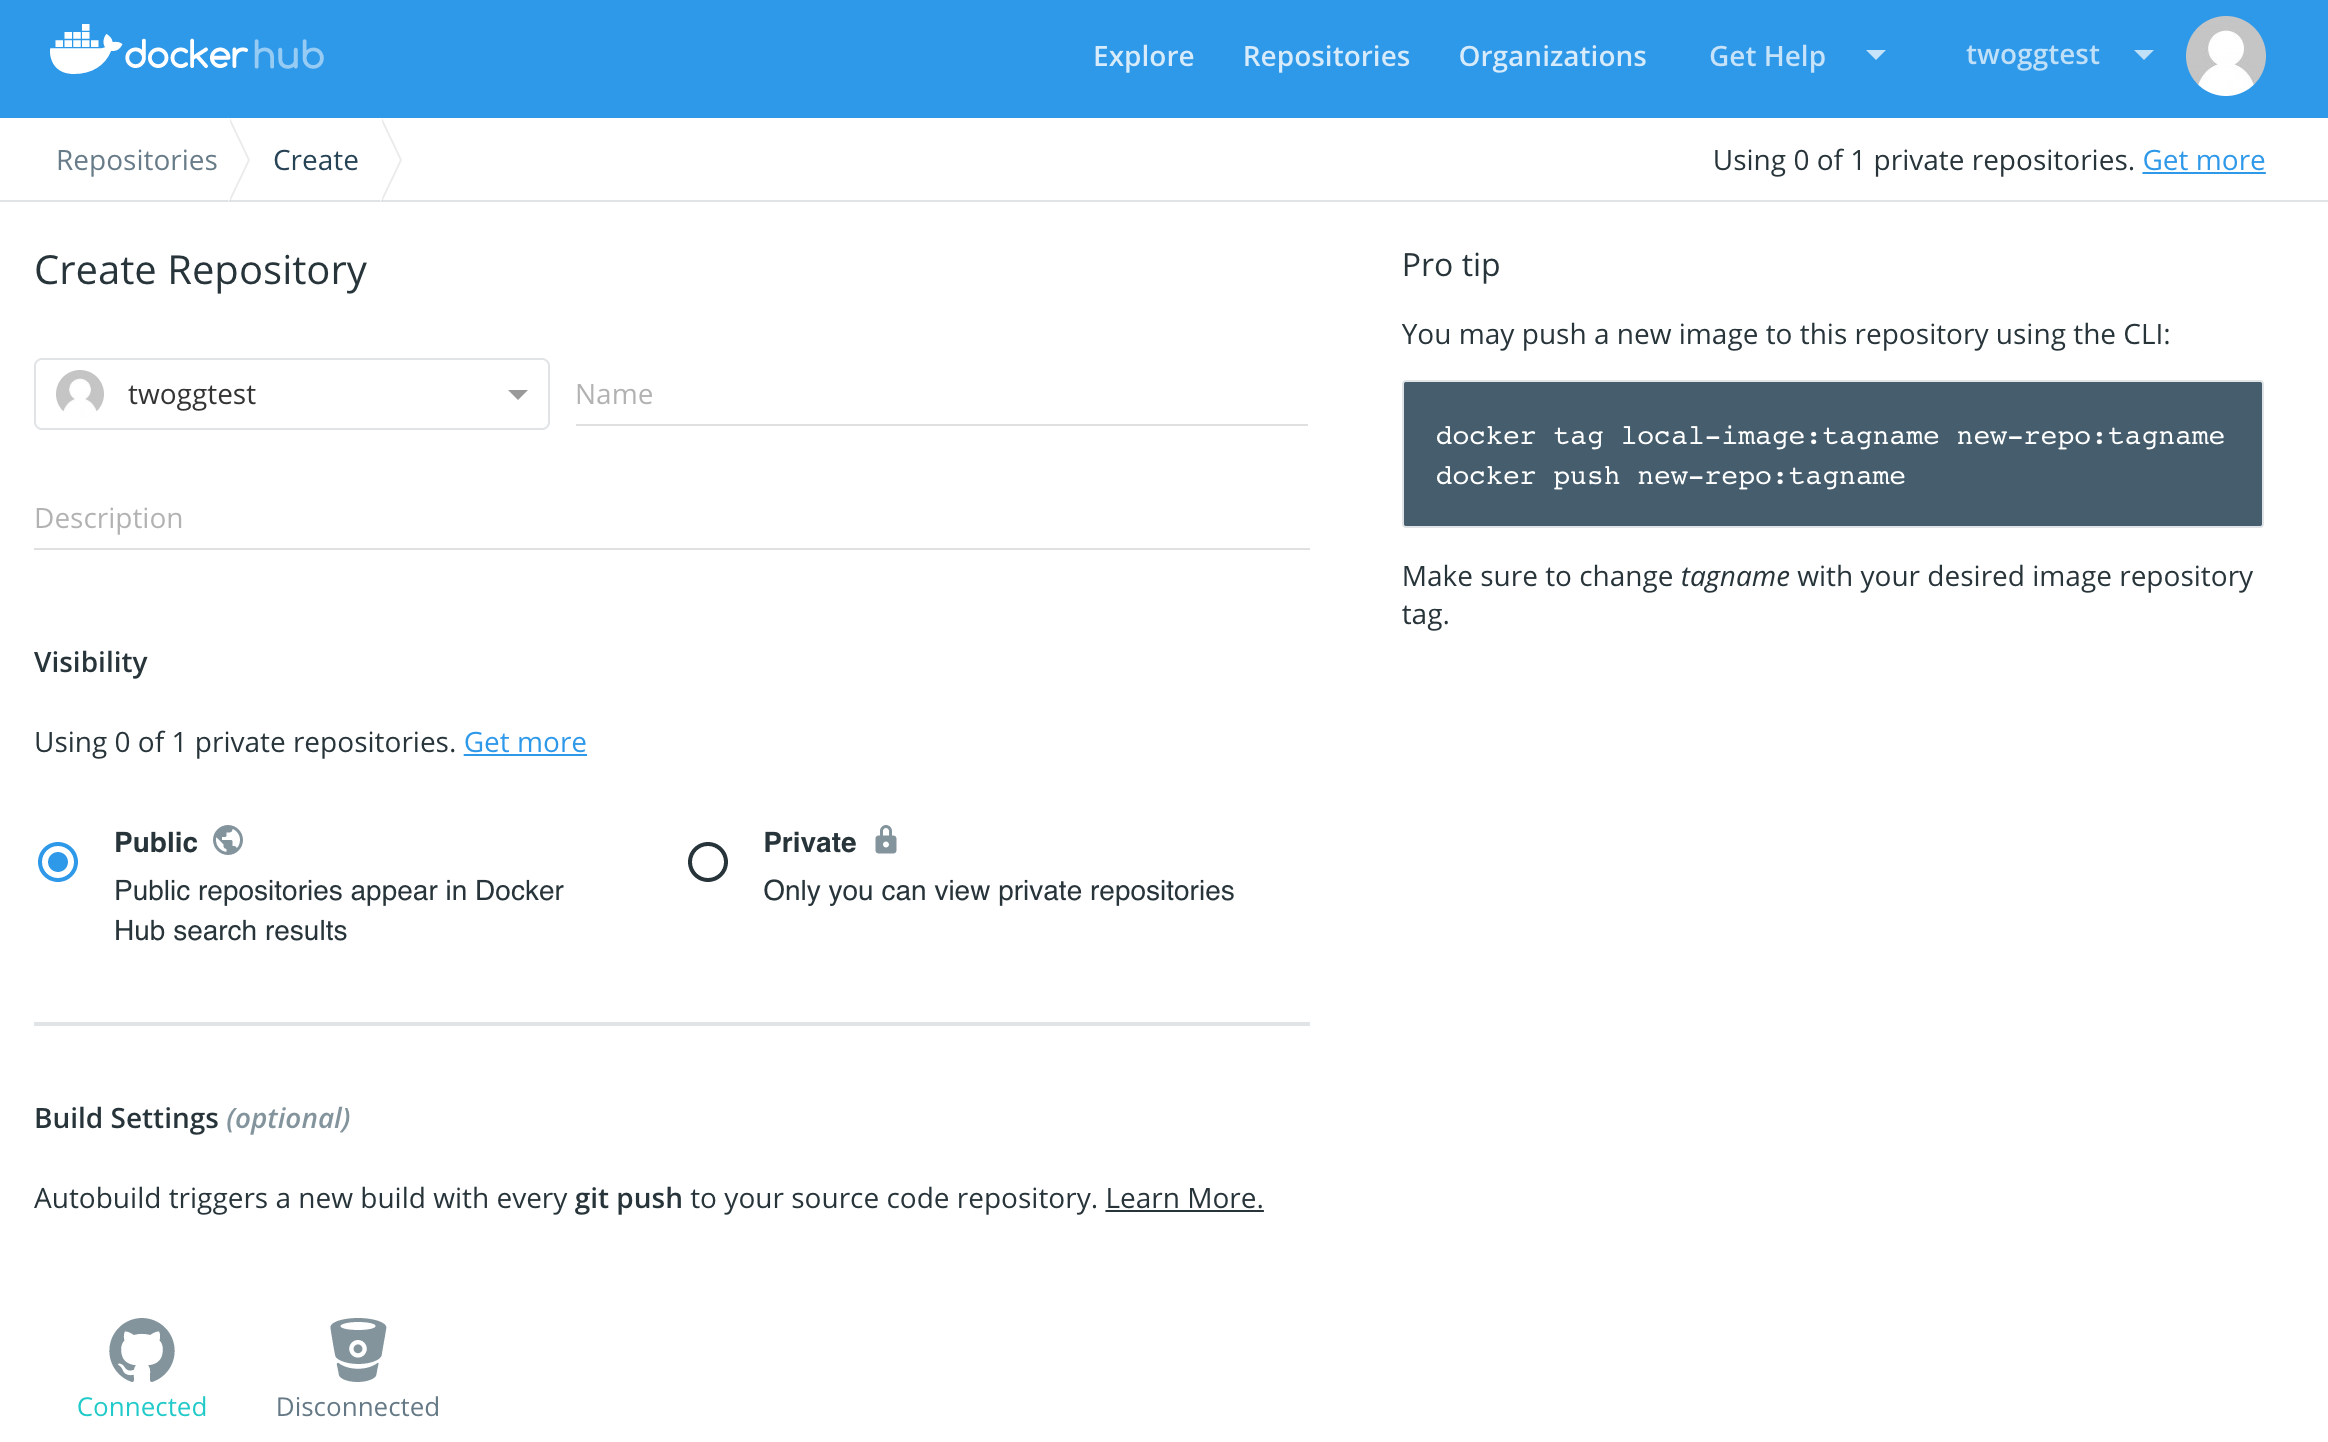 docker hub
Explore Repositories Organizations Get Help twoggtest
Repositories Create
Using 0 of 1 private repositories. Get more
Create Repository
twoggtest Name
Description
Visibility
Using 0 of 1 private repositories. Get more
Public
Public repositories appear in Docker
Hub search results
Private
Only you can view private repositories
Build Settings (optional)
Autobuild triggers a new build with every git push to your source code repository. Learn More.
Connected
Disconnected
Pro tip
You may push a new image to this repository using the CLI:
docker tag local-image:tagname new-repo:tagname
docker push new-repo:tagname
Make sure to change tagname with your desired image repository
tag.